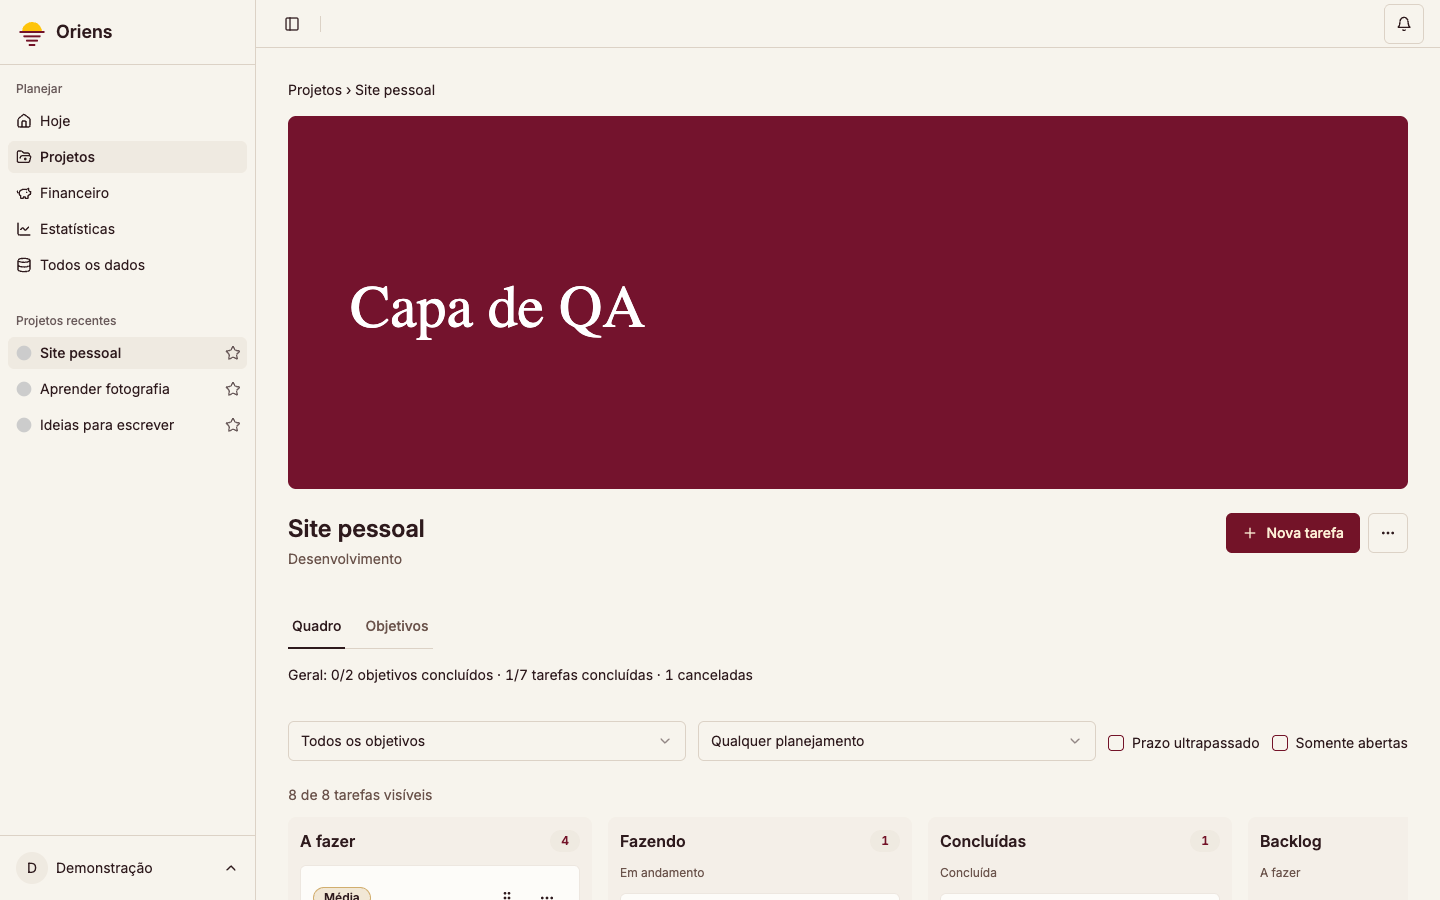 Oriens
Planejar
Hoje
Projetos
Financeiro
Estatísticas
Todos os dados
Projetos recentes
Site pessoal
Aprender fotografia
Ideias para escrever
D Demonstração
Projetos › Site pessoal
Capa de QA
Site pessoal
Desenvolvimento
Nova tarefa
Quadro Objetivos
Geral: 0/2 objetivos concluídos · 1/7 tarefas concluídas · 1 canceladas
Todos os objetivos Qualquer planejamento Prazo ultrapassado Somente abertas
8 de 8 tarefas visíveis
A fazer 4 Fazendo 1 Concluídas 1 Backlog
Em andamento Concluída A fazer
Média